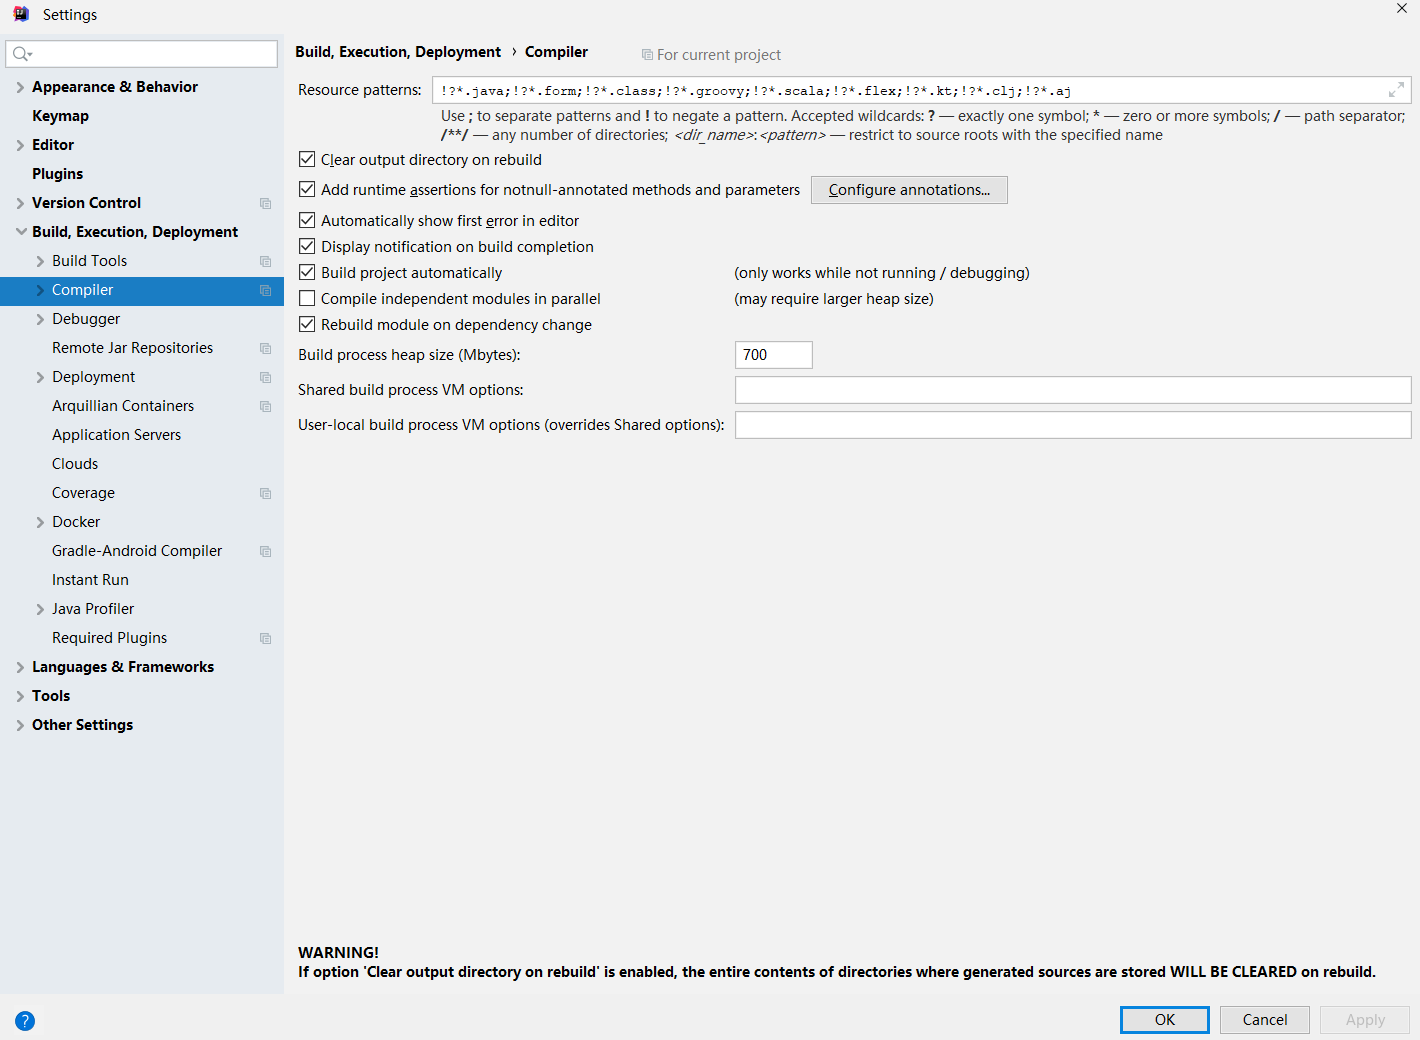 Settings
Appearance & Behavior
Keymap
Editor
Plugins
Version Control
Build, Execution, Deployment
Build Tools
Compiler
Debugger
Remote Jar Repositories
Deployment
Arquillian Containers
Application Servers
Clouds
Coverage
Docker
Gradle-Android Compiler
Instant Run
Java Profiler
Required Plugins
Languages & Frameworks
Tools
Other Settings
Build, Execution, Deployment › Compiler For current project
Resource patterns: !?*.java;!?*.form;!?*.class;!?*.groovy;!?*.scala;!?*.flex;!?*.kt;!?*.clj;!?*.aj
Use ; to separate patterns and ! to negate a pattern. Accepted wildcards: ? — exactly one symbol; * — zero or more symbols; / — path separator;
/**/ — any number of directories; <dir_name>:<pattern> — restrict to source roots with the specified name
Clear output directory on rebuild
Add runtime assertions for notnull-annotated methods and parameters Configure annotations...
Automatically show first error in editor
Display notification on build completion
Build project automatically (only works while not running / debugging)
Compile independent modules in parallel (may require larger heap size)
Rebuild module on dependency change
Build process heap size (Mbytes): 700
Shared build process VM options:
User-local build process VM options (overrides Shared options):
WARNING!
If option 'Clear output directory on rebuild' is enabled, the entire contents of directories where generated sources are stored WILL BE CLEARED on rebuild.
? OK Cancel Apply